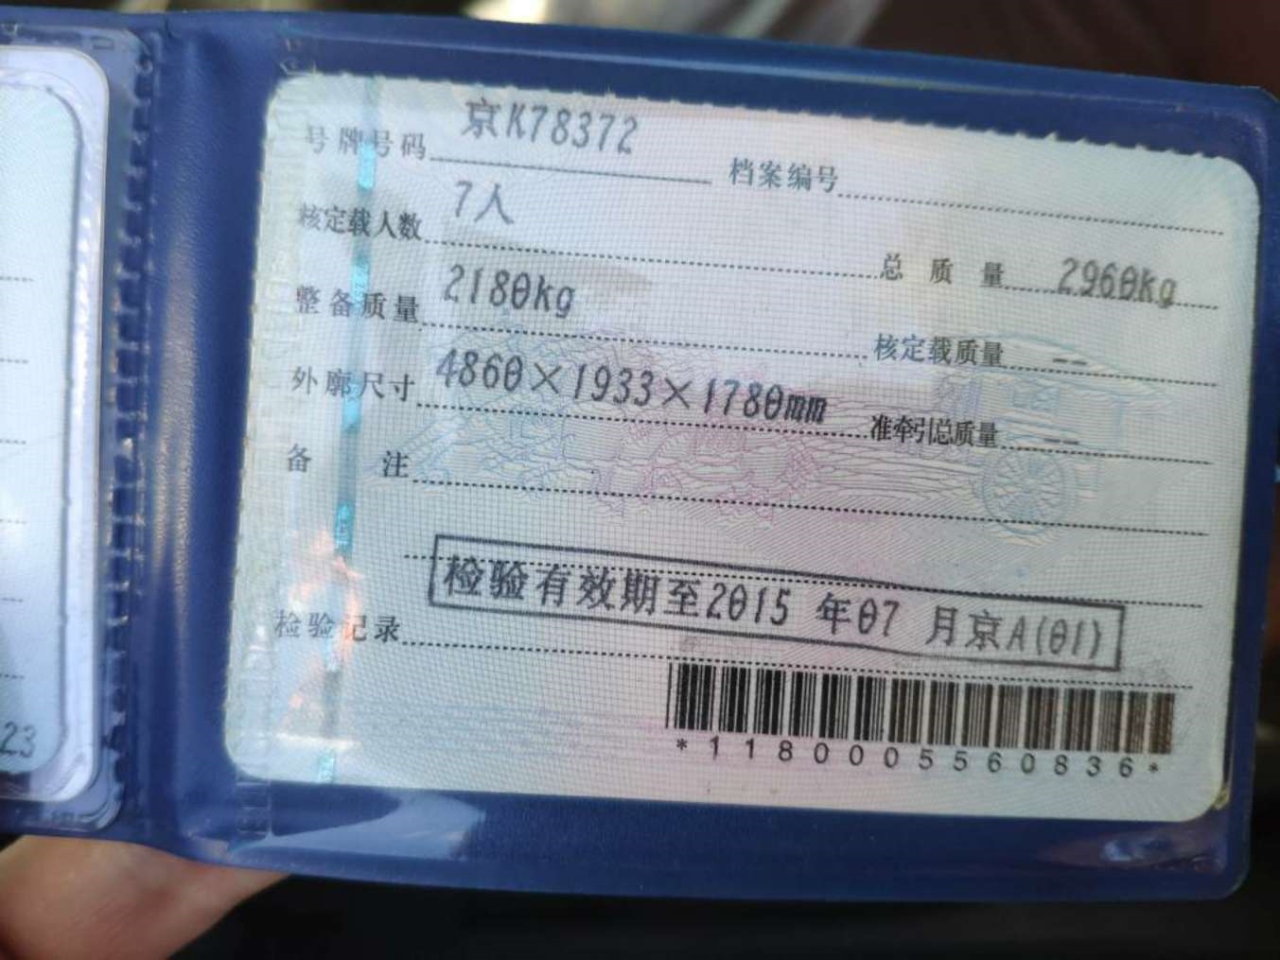 号牌号码 京K78372 档案编号
核定载人数 7人 总质量 2960kg
整备质量 2180kg 核定载质量 --
外廓尺寸 4860×1933×1780mm 准牵引总质量 --
备注
检验有效期至2015 年07 月京A(01)
检验记录
*1180005560836*
23